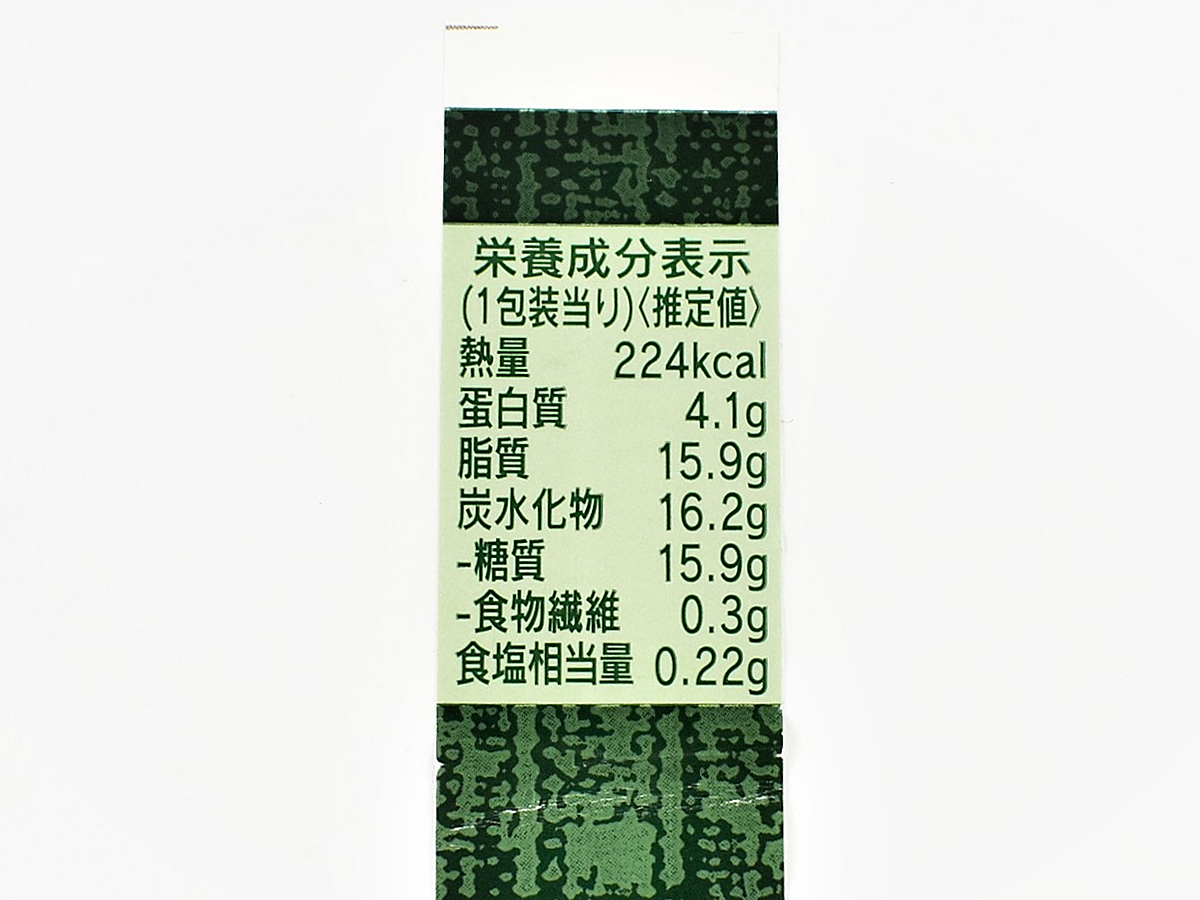 栄養成分表示
(1包装当り)〈推定値〉
熱量 224kcal
蛋白質 4.1g
脂質 15.9g
炭水化物 16.2g
-糖質 15.9g
-食物繊維 0.3g
食塩相当量 0.22g